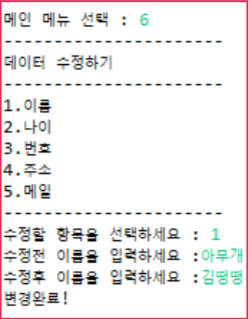 메인 메뉴 선택 : 6
----------------------
데이터 수정하기
----------------------
1.이름
2.나이
3.번호
4.주소
5.메일
----------------------
수정할 항목을 선택하세요 : 1
수정전 이름을 입력하세요 :아무개
수정후 이름을 입력하세요 :김땡땡
변경완료!